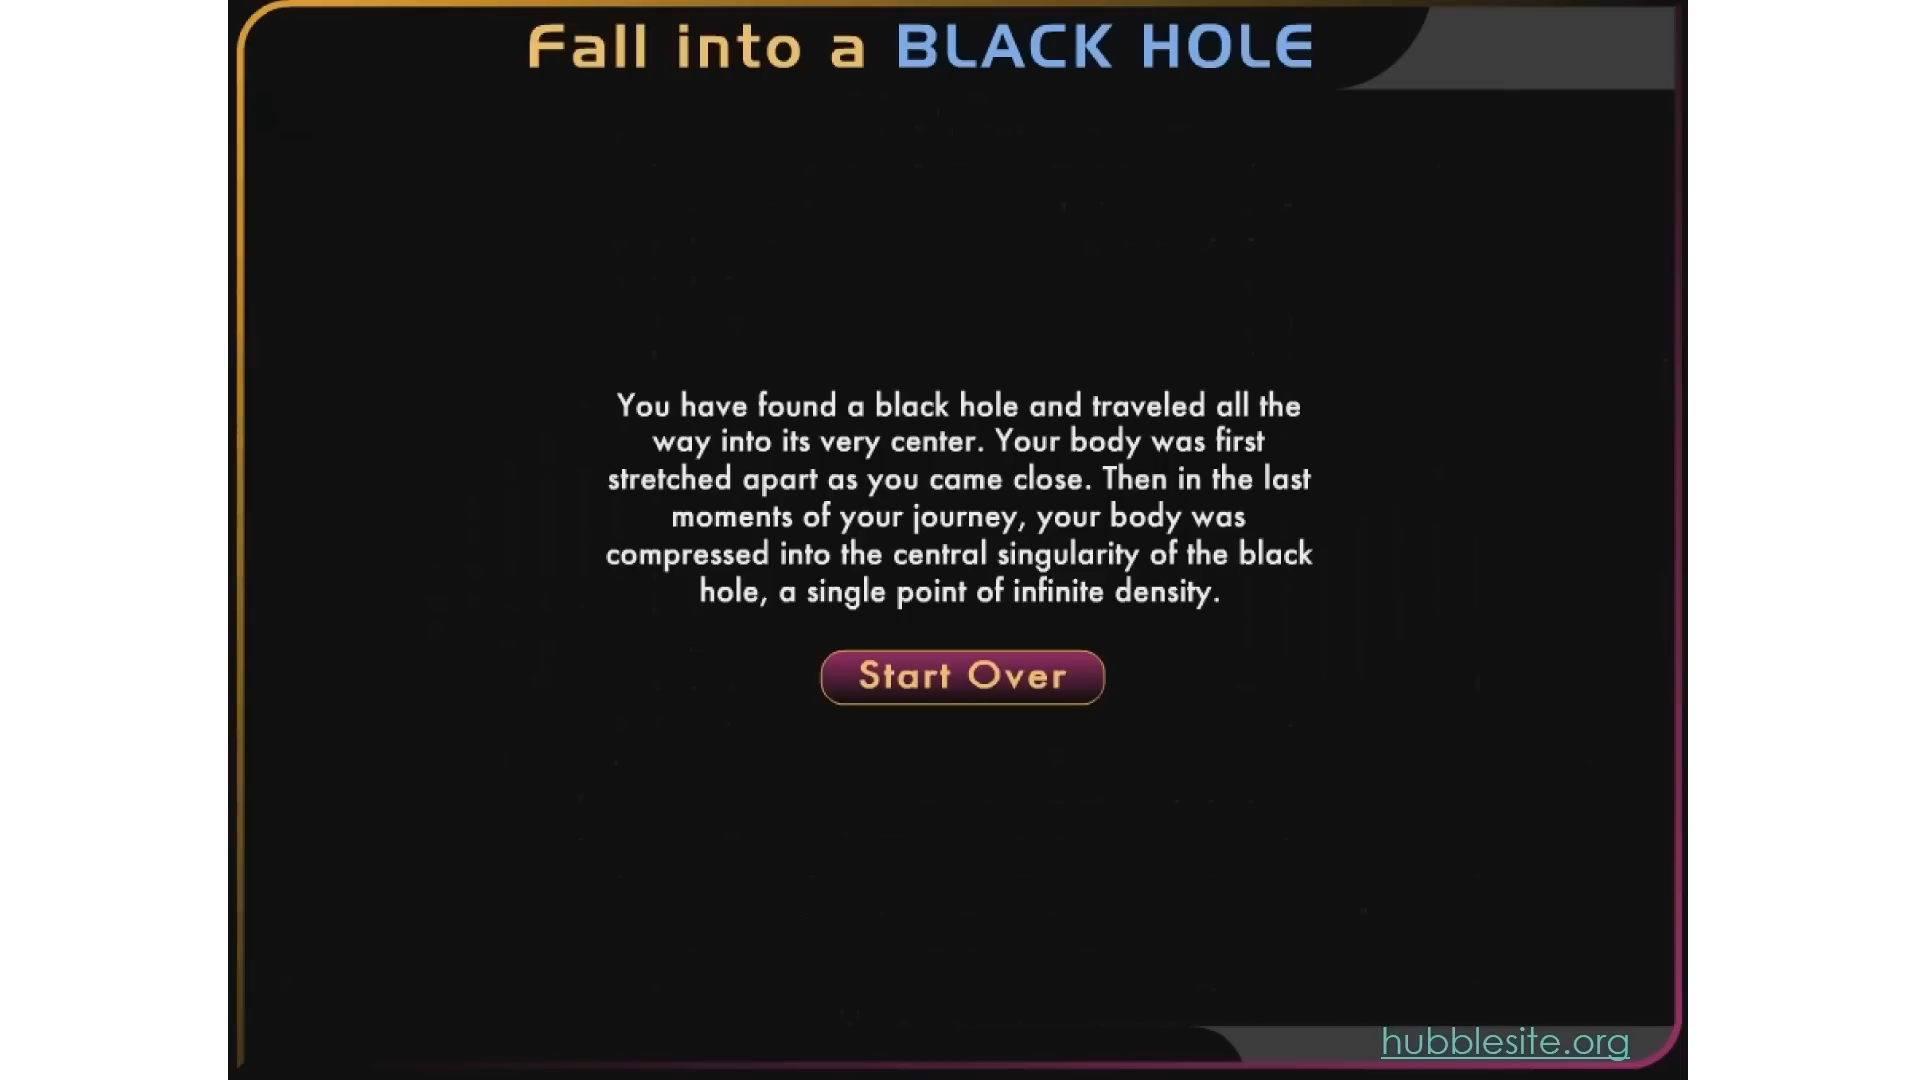 Fall into a BLACK HOLE
You have found a black hole and traveled all the
way into its very center. Your body was first
stretched apart as you came close. Then in the last
moments of your journey, your body was
compressed into the central singularity of the black
hole, a single point of infinite density.
Start Over
hubblesite.org